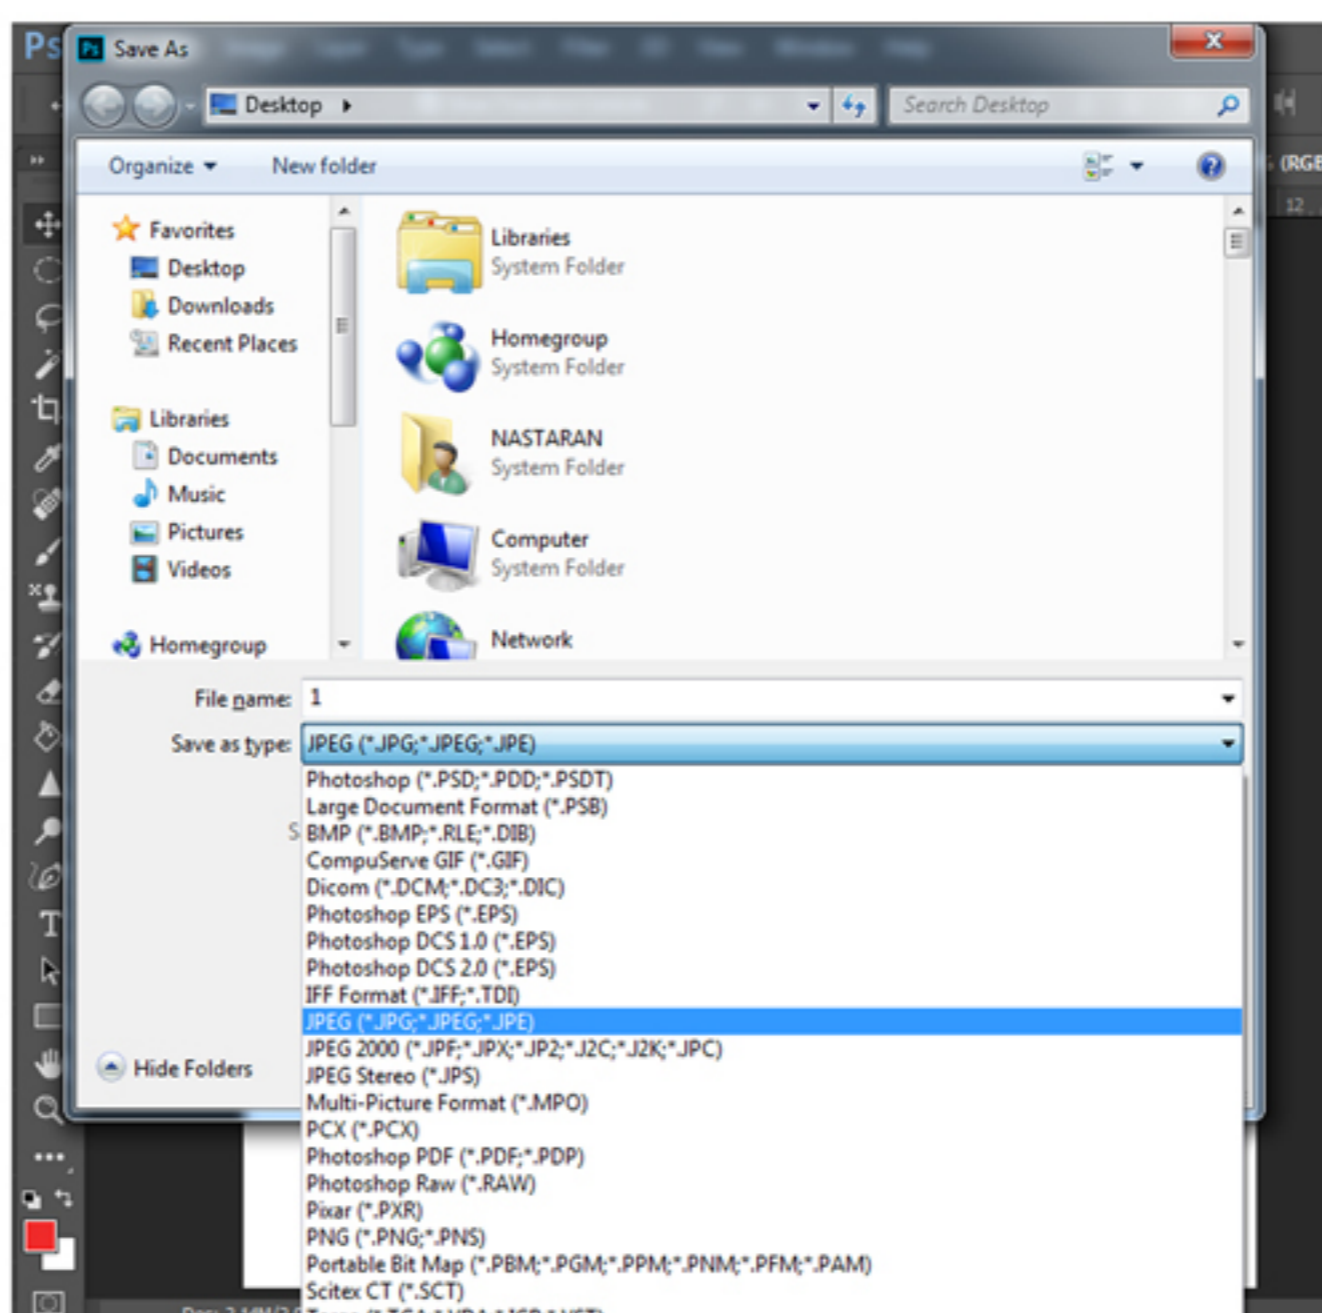 Ps
Ps Save As
Desktop
Search Desktop
Organize
New folder
(RGB
12
Favorites
Desktop
Downloads
Recent Places
Libraries
Documents
Music
Pictures
Videos
Homegroup
Libraries
System Folder
Homegroup
System Folder
NASTARAN
System Folder
Computer
System Folder
Network
File name: 1
Save as type: JPEG (*.JPG;*.JPEG;*.JPE)
Photoshop (*.PSD;*.PDD;*.PSDT)
Large Document Format (*.PSB)
S BMP (*.BMP;*.RLE;*.DIB)
CompuServe GIF (*.GIF)
Dicom (*.DCM;*.DC3;*.DIC)
Photoshop EPS (*.EPS)
Photoshop DCS 1.0 (*.EPS)
Photoshop DCS 2.0 (*.EPS)
IFF Format (*.IFF;*.TDI)
JPEG (*.JPG;*.JPEG;*.JPE)
JPEG 2000 (*.JPF;*.JPX;*.JP2;*.J2C;*.J2K;*.JPC)
Hide Folders
JPEG Stereo (*.JPS)
Multi-Picture Format (*.MPO)
PCX (*.PCX)
Photoshop PDF (*.PDF;*.PDP)
Photoshop Raw (*.RAW)
Pixar (*.PXR)
PNG (*.PNG;*.PNS)
Portable Bit Map (*.PBM;*.PGM;*.PPM;*.PNM;*.PFM;*.PAM)
Scitex CT (*.SCT)